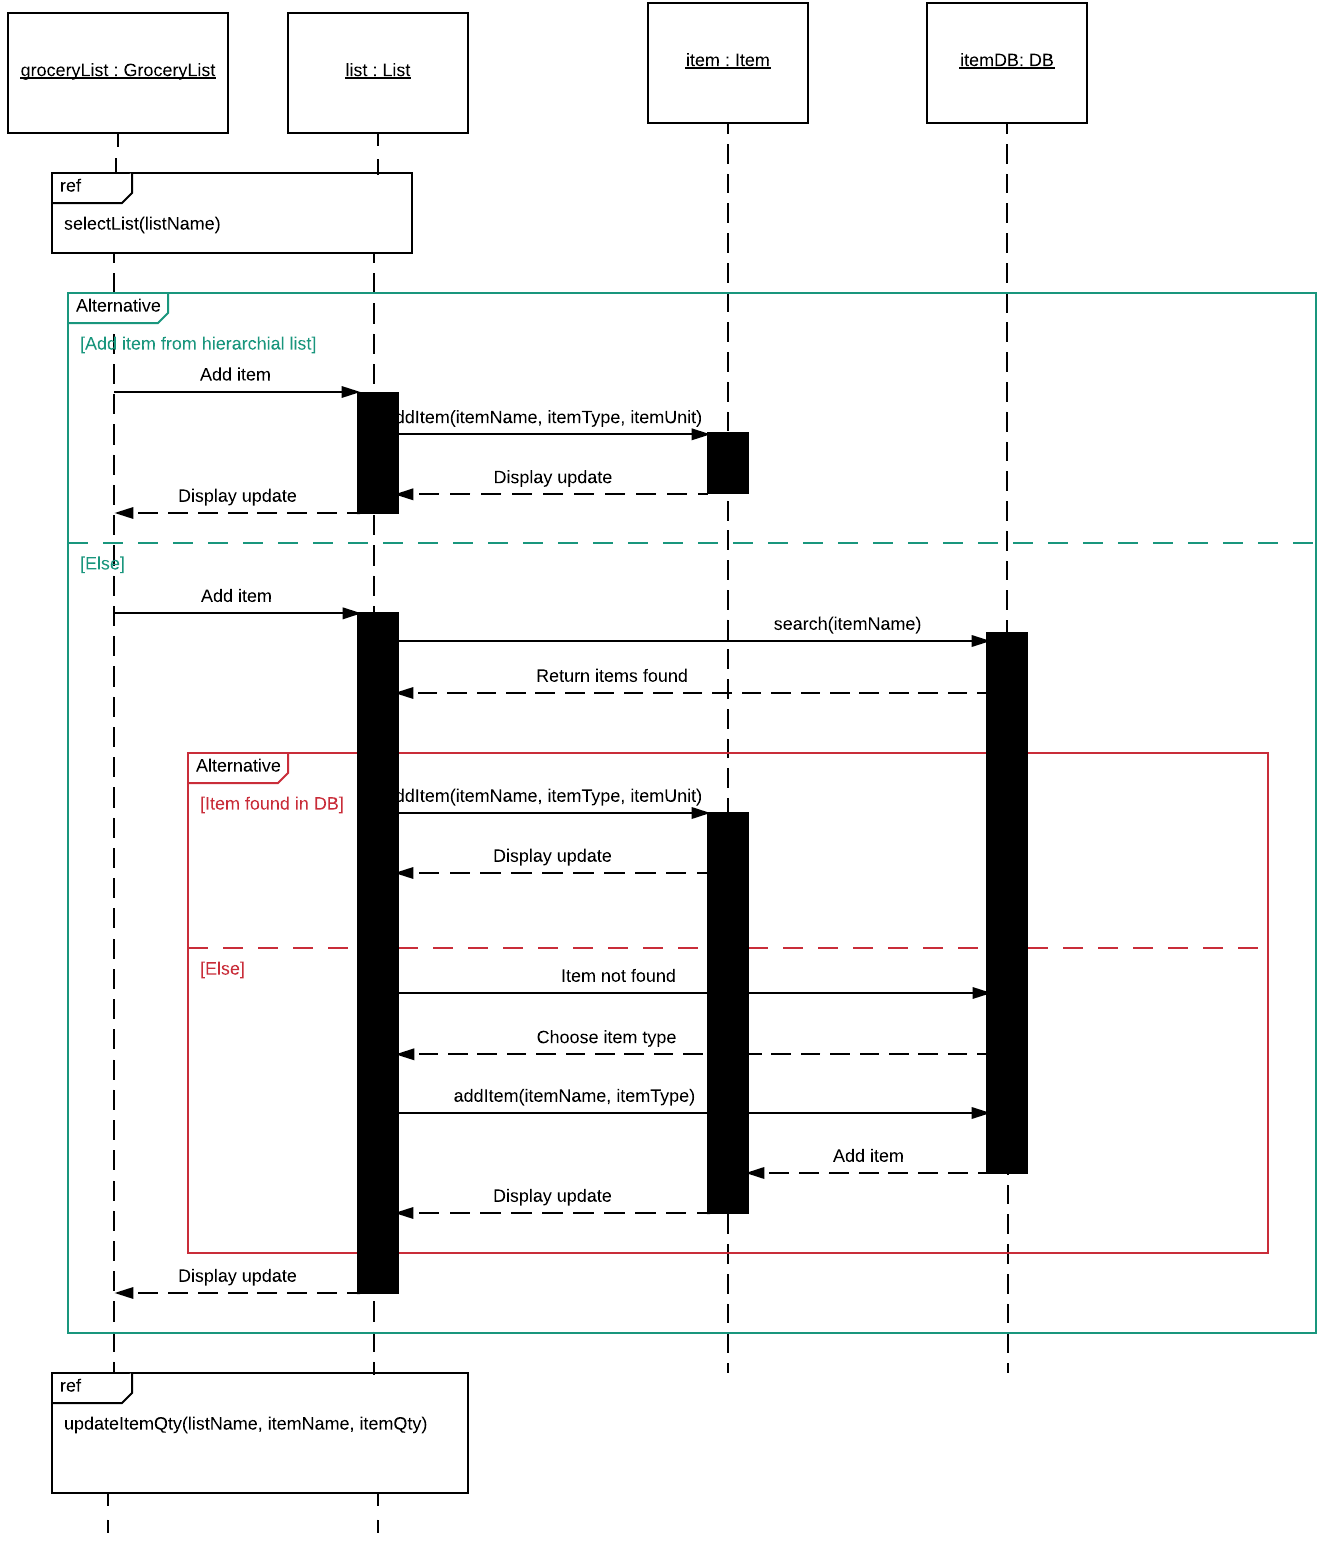 groceryList : GroceryList
list : List
item : Item
itemDB: DB
ref
selectList(listName)
Alternative
[Add item from hierarchial list]
Add item
ddItem(itemName, itemType, itemUnit)
Display update
Display update
[Else]
Add item
search(itemName)
Return items found
Alternative
[Item found in DB]
ddItem(itemName, itemType, itemUnit)
Display update
[Else]
Item not found
Choose item type
addItem(itemName, itemType)
Add item
Display update
Display update
ref
updateItemQty(listName, itemName, itemQty)